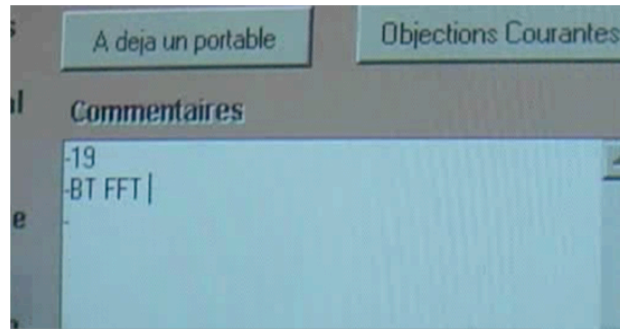 A deja un portable
Objections Courantes
Commentaires
-19
-BT FFT
-